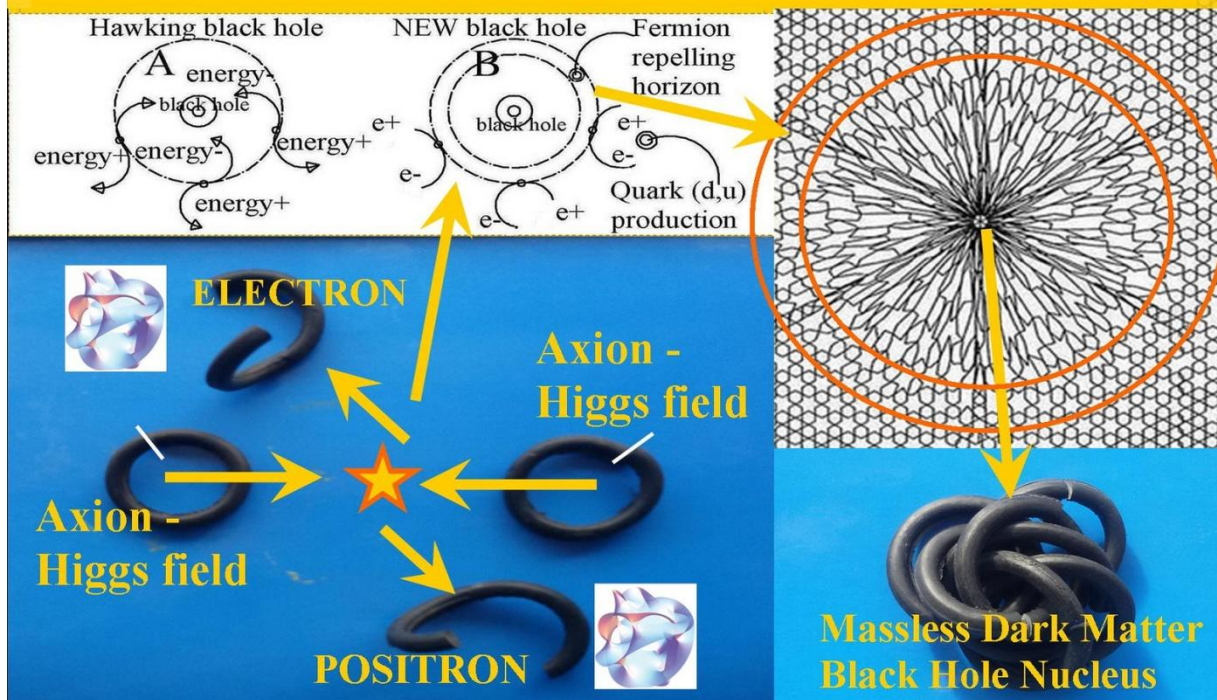 Hawking black hole
A
energy-
black hole
energy+
energy-
energy+
energy+
NEW black hole
B
Fermion
repelling
horizon
black hole
e+
e-
e+
e-
e-
e+
Quark (d,u)
production
ELECTRON
Axion -
Higgs field
Axion -
Higgs field
POSITRON
Massless Dark Matter
Black Hole Nucleus